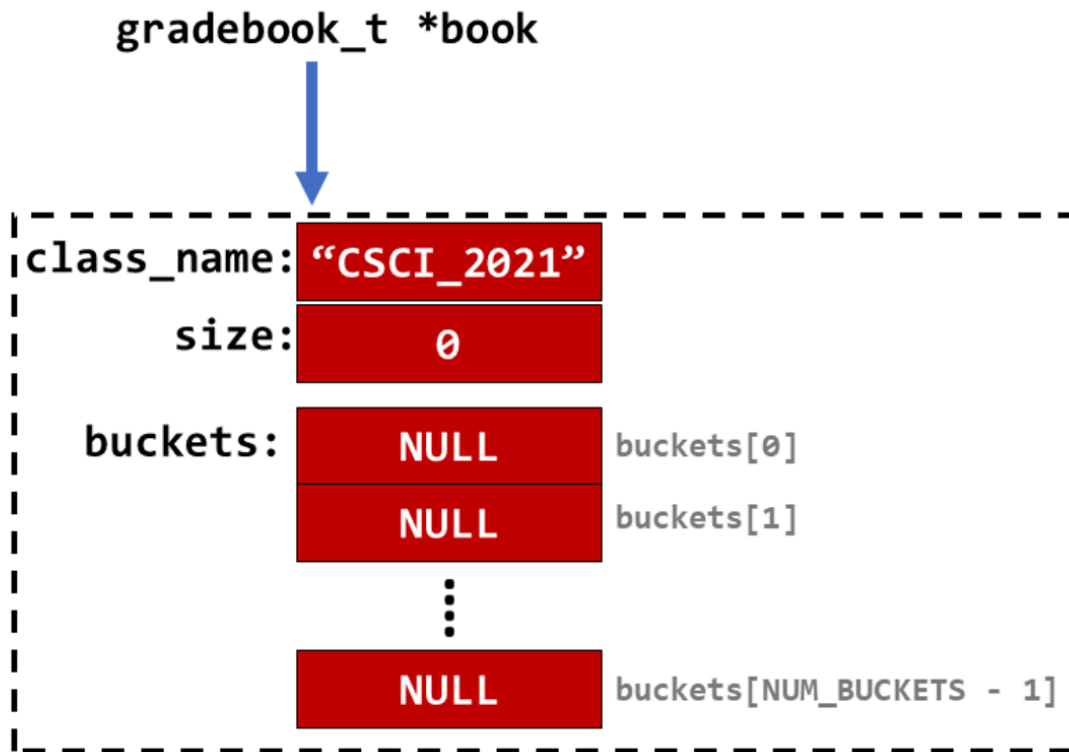 gradebook_t *book
class_name: “CSCI_2021”
size: 0
buckets: NULL buckets[0]
NULL buckets[1]
NULL buckets[NUM_BUCKETS - 1]